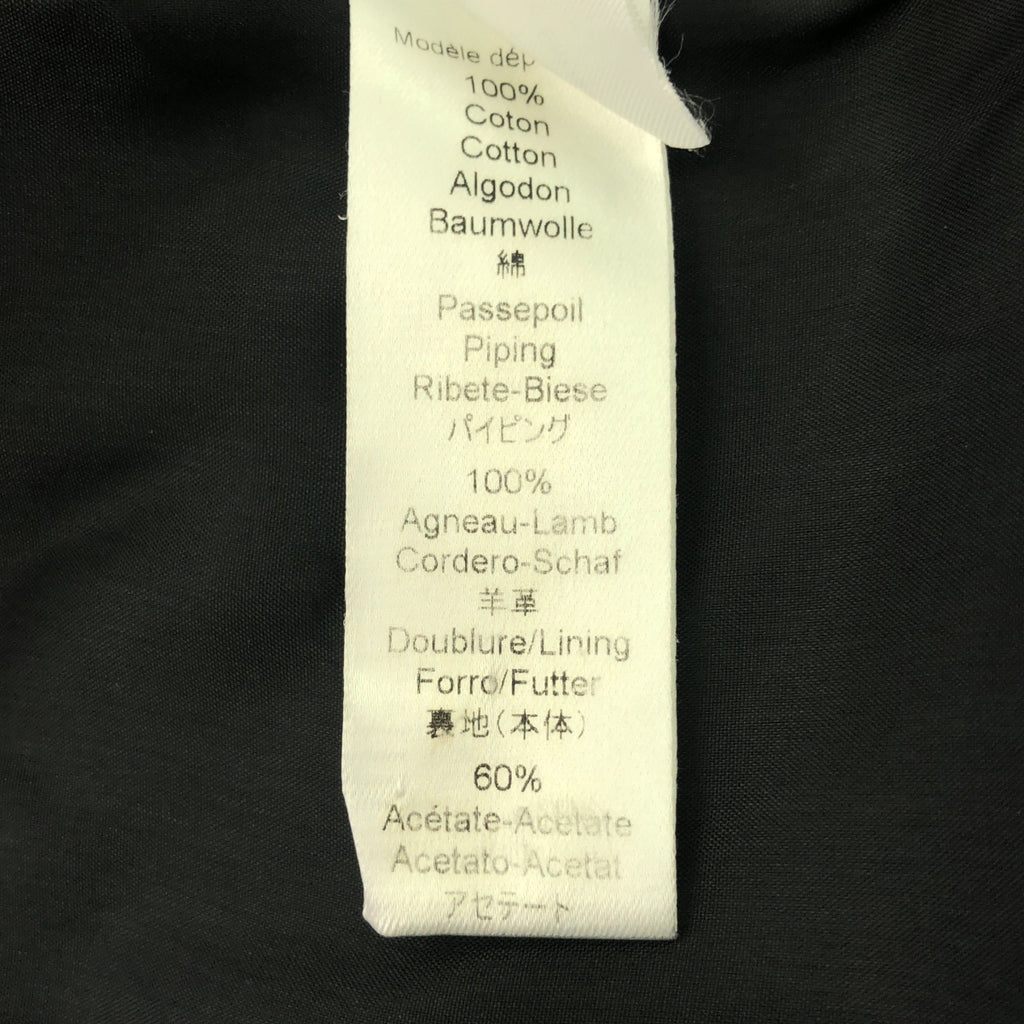 Modèle
100%
Coton
Cotton
Algodon
Baumwolle
綿
Passepoil
Piping
Ribete-Biese
パイピング
100%
Agneau-Lamb
Cordero-Schaf
羊革
Doublure/Lining
Forro/Futter
裏地(本体)
60%
Acétate-Acetate
Acetato-Acetat
アセテート